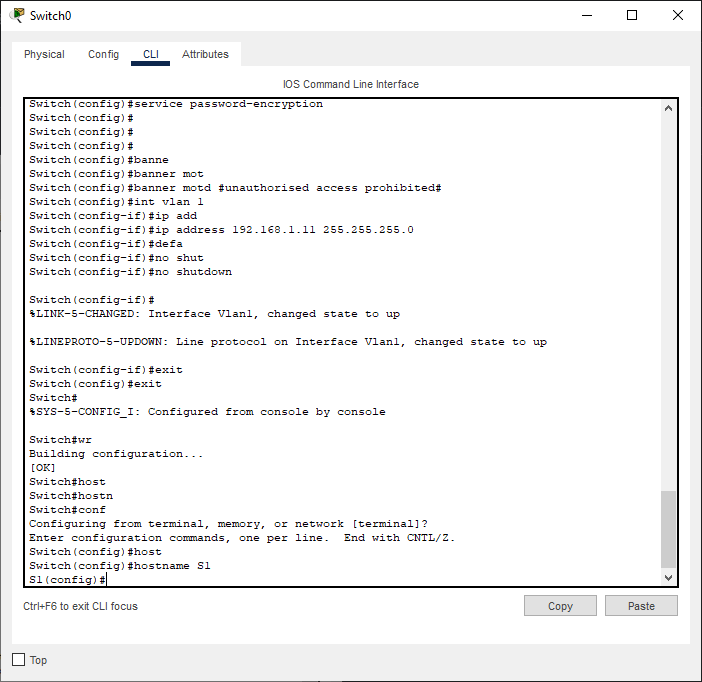 Switch0
Physical Config CLI Attributes
IOS Command Line Interface
Switch(config)#service password-encryption
Switch(config)#
Switch(config)#
Switch(config)#
Switch(config)#banne
Switch(config)#banner mot
Switch(config)#banner motd #unauthorised access prohibited#
Switch(config)#int vlan 1
Switch(config-if)#ip add
Switch(config-if)#ip address 192.168.1.11 255.255.255.0
Switch(config-if)#defa
Switch(config-if)#no shut
Switch(config-if)#no shutdown
Switch(config-if)#
%LINK-5-CHANGED: Interface Vlan1, changed state to up
%LINEPROTO-5-UPDOWN: Line protocol on Interface Vlan1, changed state to up
Switch(config-if)#exit
Switch(config)#exit
Switch#
%SYS-5-CONFIG_I: Configured from console by console
Switch#wr
Building configuration...
[OK]
Switch#host
Switch#hostn
Switch#conf
Configuring from terminal, memory, or network [terminal]?
Enter configuration commands, one per line.  End with CNTL/Z.
Switch(config)#host
Switch(config)#hostname S1
S1(config)#
Ctrl+F6 to exit CLI focus
Copy Paste
Top